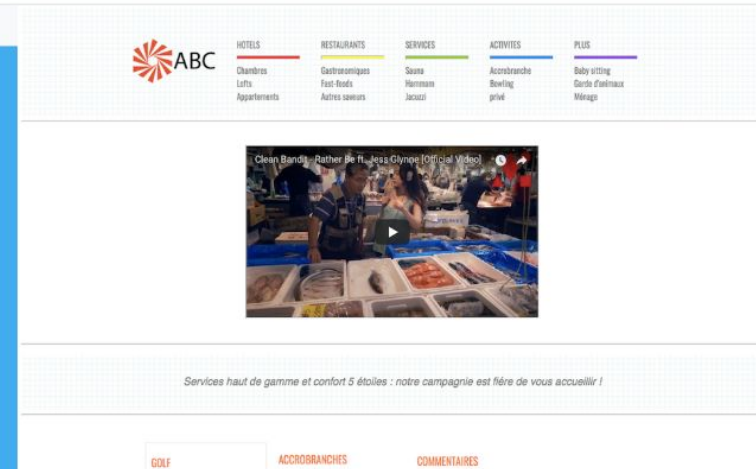 ABC
HOTELS
Chambres
Lofts
Appartements
RESTAURANTS
Gastronomiques
Fast-foods
Autres saveurs
SERVICES
Sauna
Hammam
Jacuzzi
ACTIVITES
Accrobranche
Bowling
privé
PLUS
Baby sitting
Garde d'animaux
Ménage
Clean Bandit - Rather Be ft. Jess Glynne [Official Video]
Services haut de gamme et confort 5 étoiles : notre campagnie est fière de vous accueillir !
GOLF
ACCROBRANCHES
COMMENTAIRES